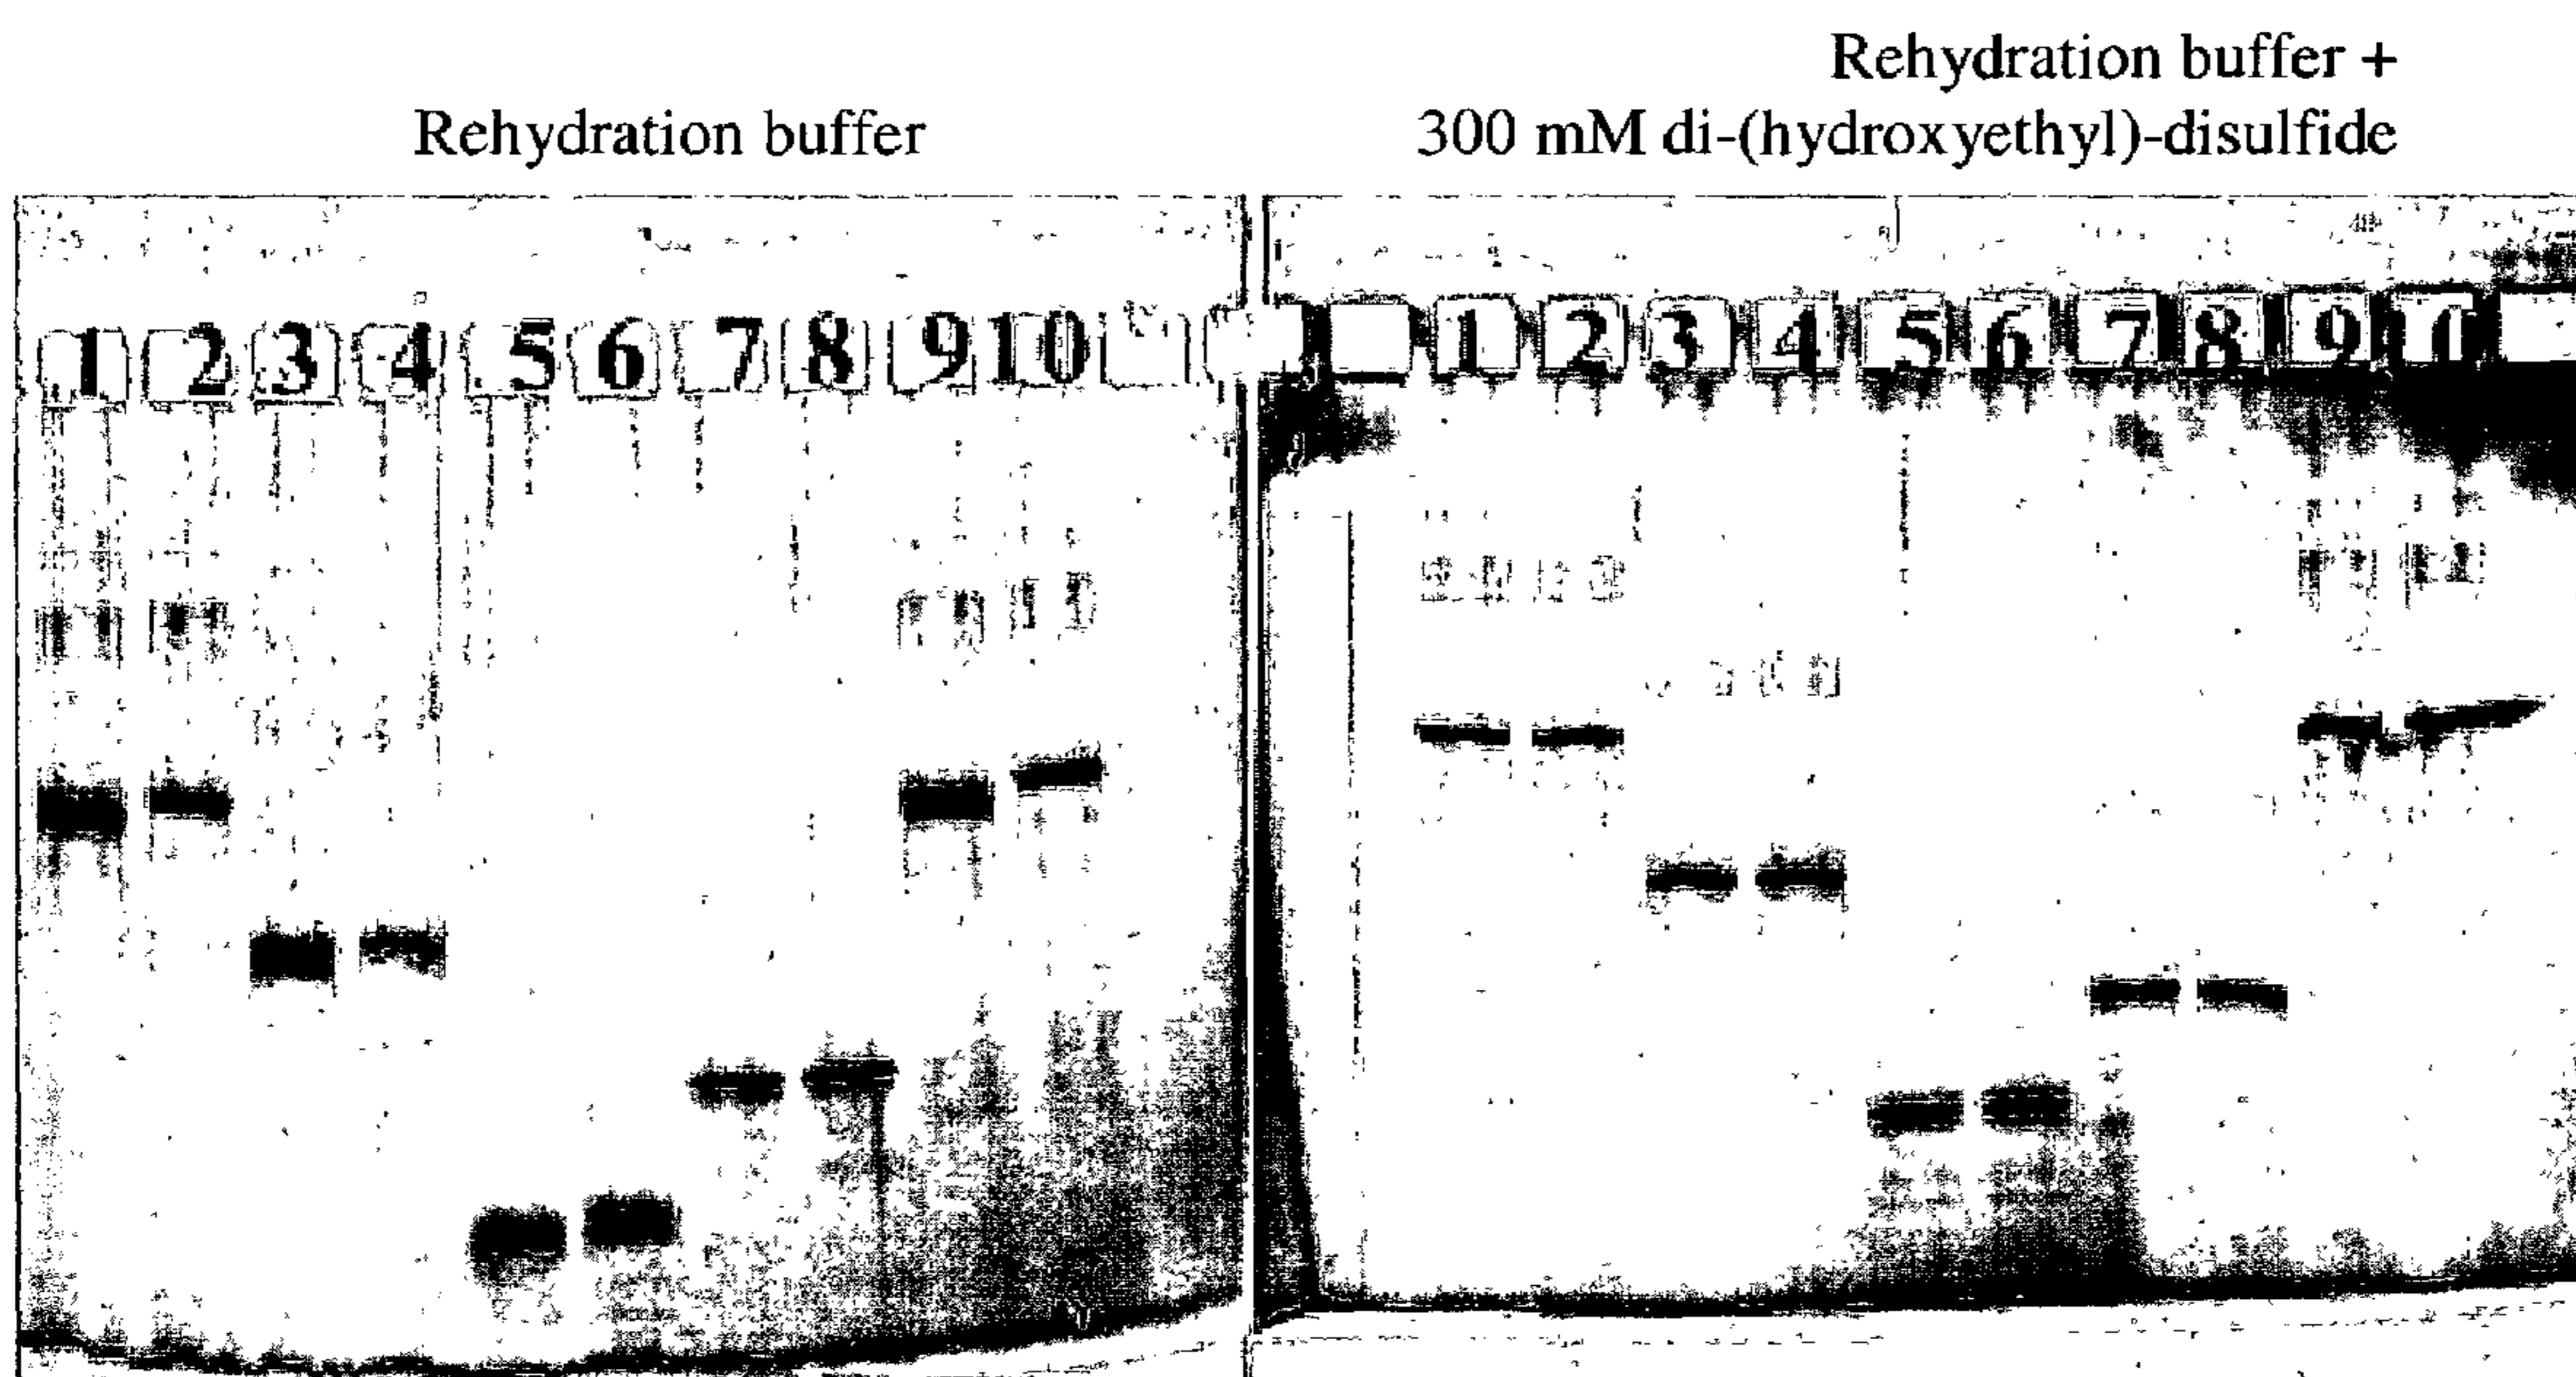 Rehydration buffer
Rehydration buffer +
300 mM di-(hydroxyethyl)-disulfide
1 2 3 4 5 6 7 8 9 10
1 2 3 4 5 6 7 8 9 10